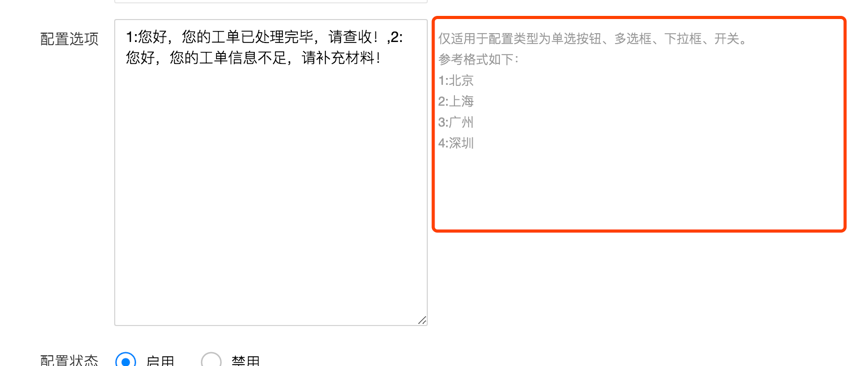 配置选项
1:您好，您的工单已处理完毕，请查收！,2:
您好，您的工单信息不足，请补充材料！
仅适用于配置类型为单选按钮、多选框、下拉框、开关。
参考格式如下：
1:北京
2:上海
3:广州
4:深圳
配置状态 启用 禁用